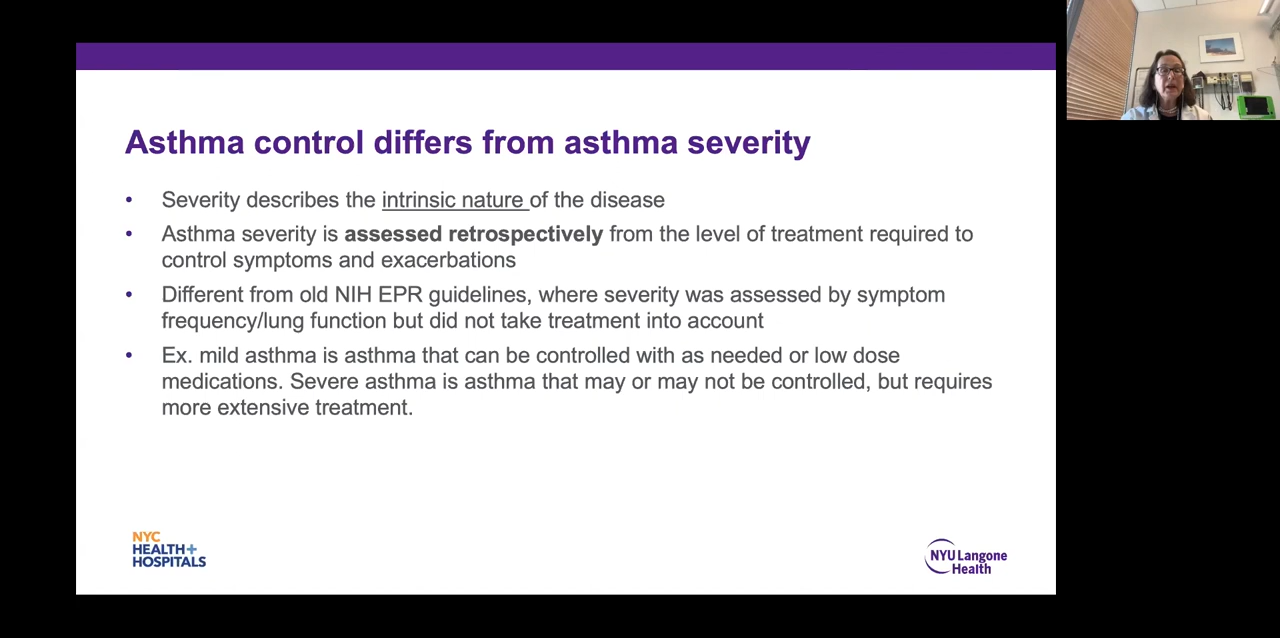 Asthma control differs from asthma severity
• Severity describes the intrinsic nature of the disease
• Asthma severity is assessed retrospectively from the level of treatment required to
control symptoms and exacerbations
• Different from old NIH EPR guidelines, where severity was assessed by symptom
frequency/lung function but did not take treatment into account
• Ex. mild asthma is asthma that can be controlled with as needed or low dose
medications. Severe asthma is asthma that may or may not be controlled, but requires
more extensive treatment.
NYC
HEALTH+
HOSPITALS
NYU Langone
Health